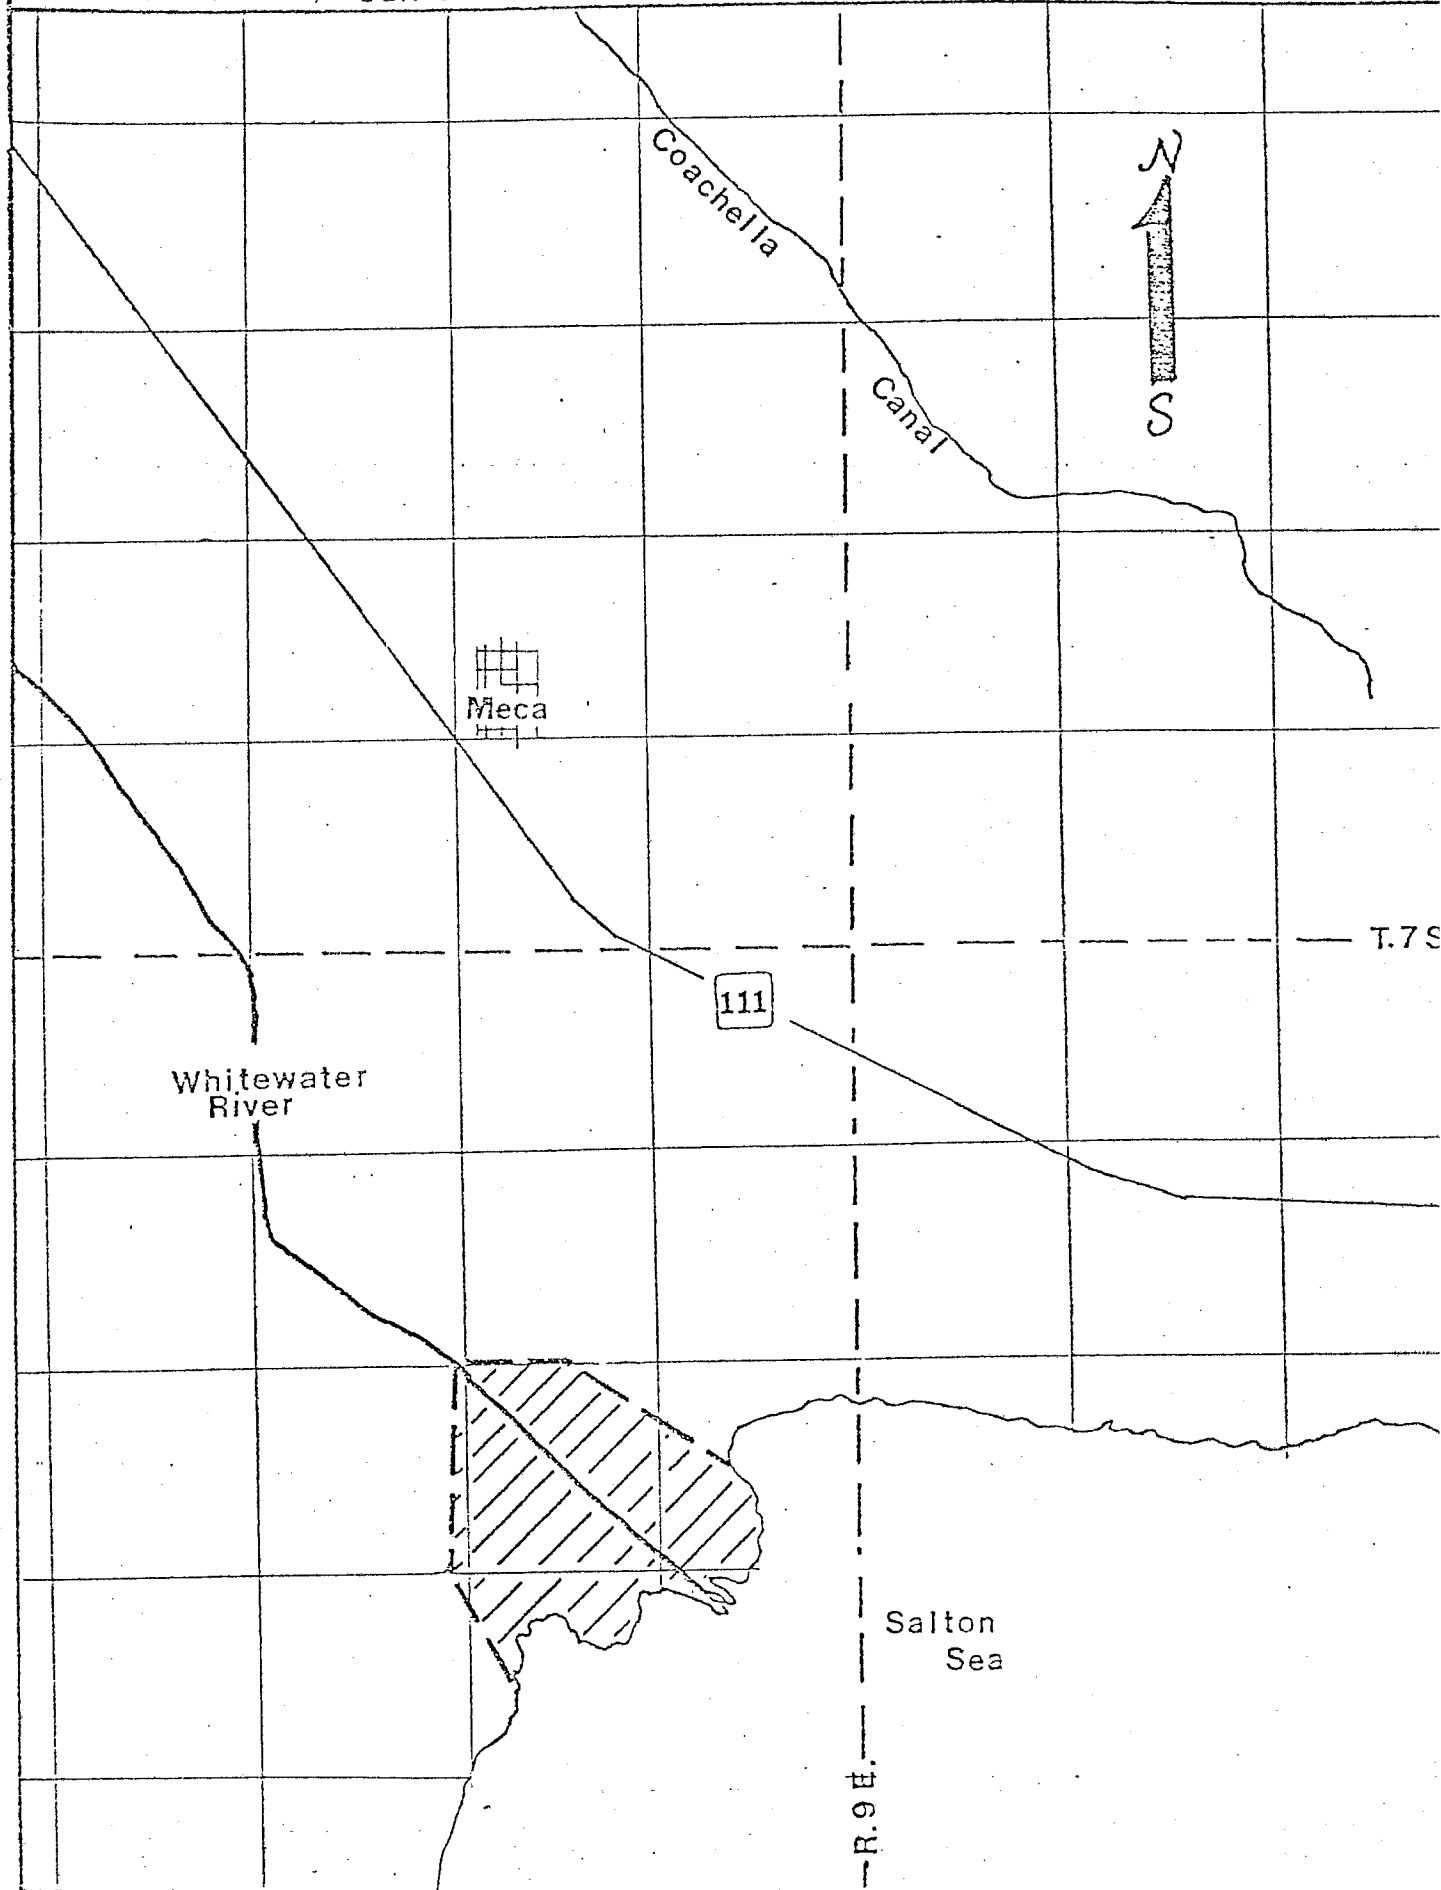 N
Coachella
Canal
S
Meca
T.7 S
111
Whitewater
River
Salton
Sea
R.9 E.